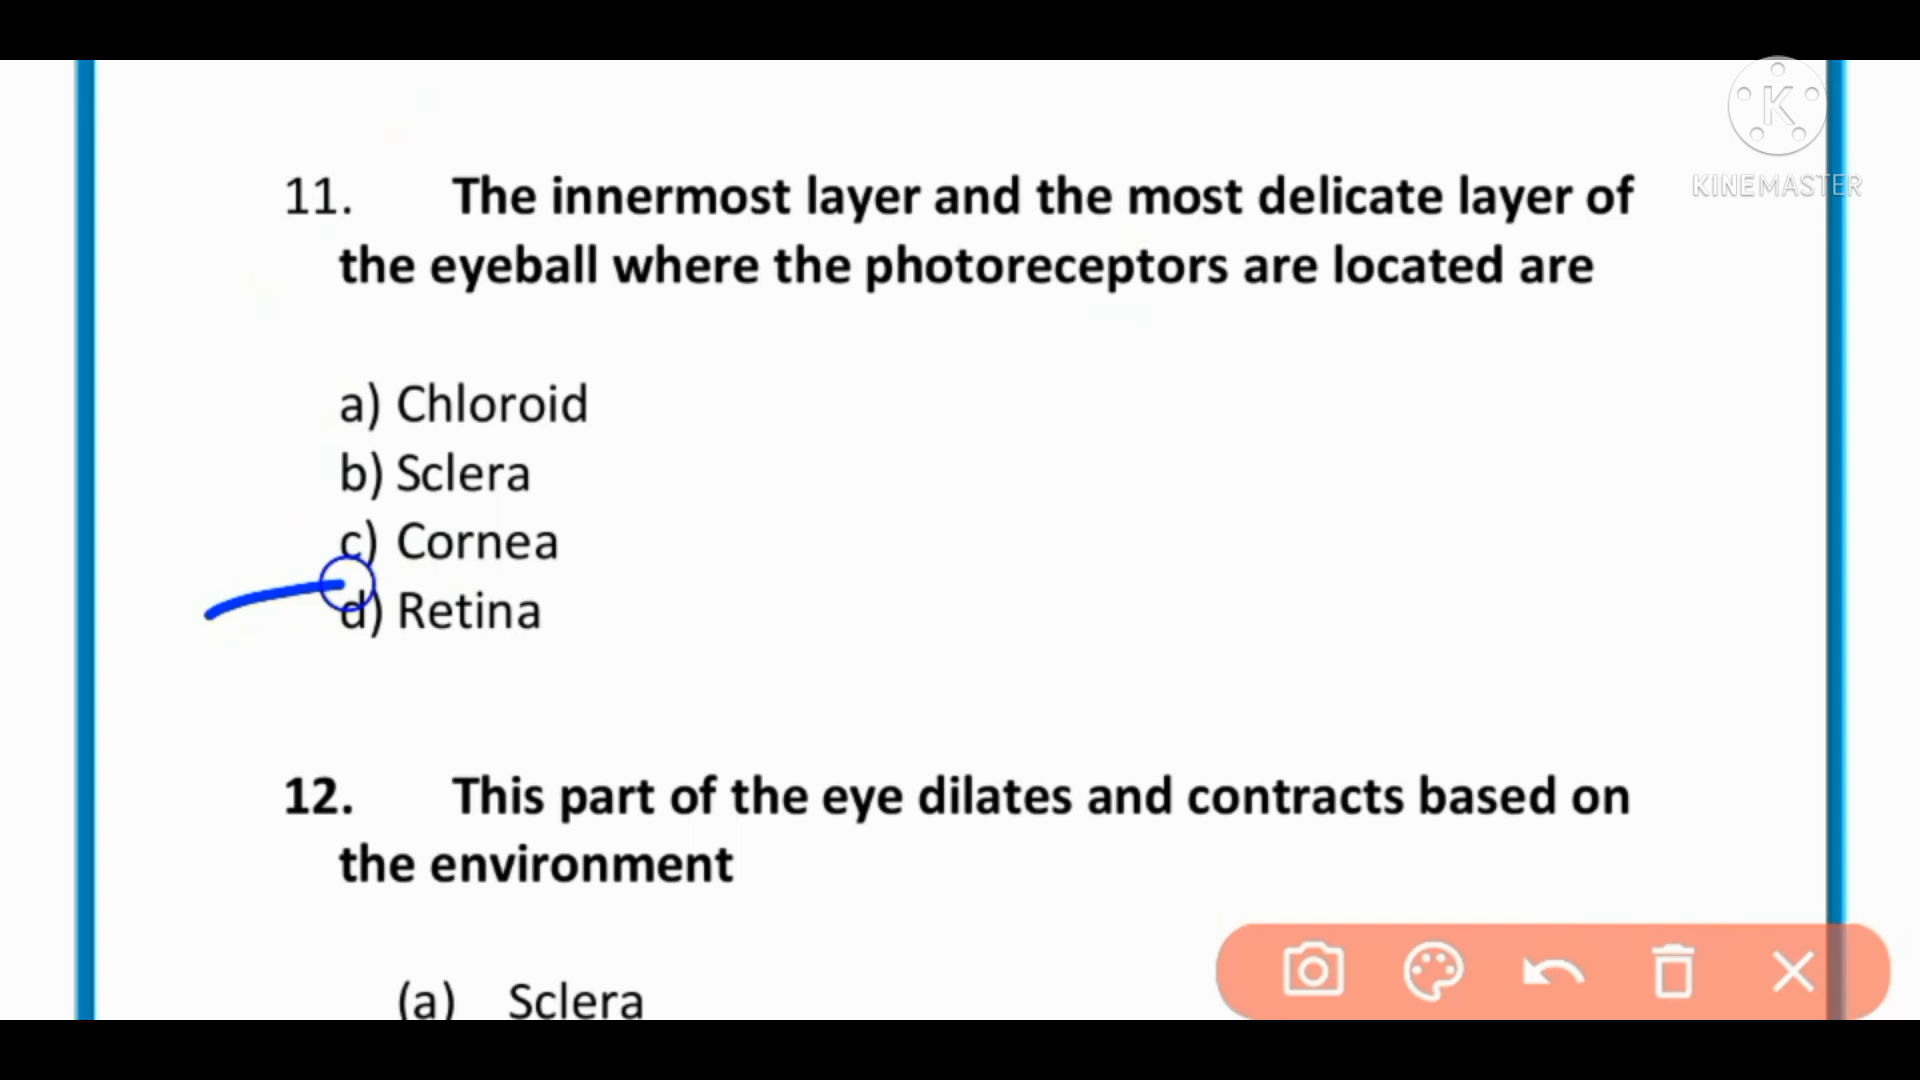 KINEMASTER
11. The innermost layer and the most delicate layer of
the eyeball where the photoreceptors are located are
a) Chloroid
b) Sclera
c) Cornea
d) Retina
12. This part of the eye dilates and contracts based on
the environment
(a) Sclera